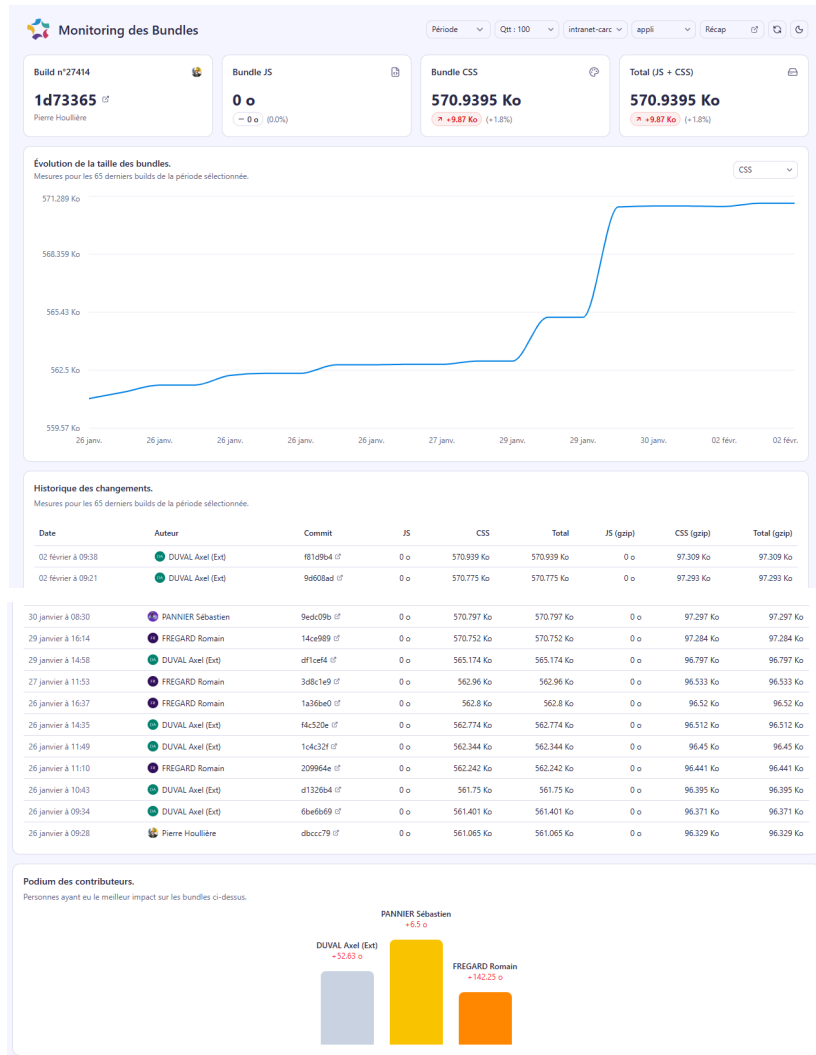 Monitoring des Bundles
Période
Qtt : 100
intranet-carc
appli
Récap
Build n°27414
1d73365
Pierre Houllière
Bundle JS
0 o
0 o (0.0%)
Bundle CSS
570.9395 Ko
+9.87 Ko (+1.8%)
Total (JS + CSS)
570.9395 Ko
+9.87 Ko (+1.8%)
Évolution de la taille des bundles.
Mesures pour les 65 derniers builds de la période sélectionnée.
CSS
571.289 Ko
568.359 Ko
565.43 Ko
562.5 Ko
559.57 Ko
26 janv. 26 janv. 26 janv. 26 janv. 26 janv. 27 janv. 29 janv. 29 janv. 30 janv. 02 févr. 02 févr.
Historique des changements.
Mesures pour les 65 derniers builds de la période sélectionnée.
Date Auteur Commit JS CSS Total JS (gzip) CSS (gzip) Total (gzip)
02 février à 09:38 DUVAL Axel (Ext) f81d9b4 0 o 570.939 Ko 570.939 Ko 0 o 97.309 Ko 97.309 Ko
02 février à 09:21 DUVAL Axel (Ext) 9d608ad 0 o 570.775 Ko 570.775 Ko 0 o 97.293 Ko 97.293 Ko
30 janvier à 08:30 PANNIER Sébastien 9edc09b 0 o 570.797 Ko 570.797 Ko 0 o 97.297 Ko 97.297 Ko
29 janvier à 16:14 FREGARD Romain 14ce989 0 o 570.752 Ko 570.752 Ko 0 o 97.284 Ko 97.284 Ko
29 janvier à 14:58 DUVAL Axel (Ext) df1cef4 0 o 565.174 Ko 565.174 Ko 0 o 96.797 Ko 96.797 Ko
27 janvier à 11:53 FREGARD Romain 3d8c1e9 0 o 562.96 Ko 562.96 Ko 0 o 96.533 Ko 96.533 Ko
26 janvier à 16:37 FREGARD Romain 1a36be0 0 o 562.8 Ko 562.8 Ko 0 o 96.52 Ko 96.52 Ko
26 janvier à 14:35 DUVAL Axel (Ext) f4c520e 0 o 562.774 Ko 562.774 Ko 0 o 96.512 Ko 96.512 Ko
26 janvier à 11:49 DUVAL Axel (Ext) 1c4c32f 0 o 562.344 Ko 562.344 Ko 0 o 96.45 Ko 96.45 Ko
26 janvier à 11:10 FREGARD Romain 209964e 0 o 562.242 Ko 562.242 Ko 0 o 96.441 Ko 96.441 Ko
26 janvier à 10:43 DUVAL Axel (Ext) d1326b4 0 o 561.75 Ko 561.75 Ko 0 o 96.395 Ko 96.395 Ko
26 janvier à 09:34 DUVAL Axel (Ext) 6be6b69 0 o 561.401 Ko 561.401 Ko 0 o 96.371 Ko 96.371 Ko
26 janvier à 09:28 Pierre Houllière dbccc79 0 o 561.065 Ko 561.065 Ko 0 o 96.329 Ko 96.329 Ko
Podium des contributeurs.
Personnes ayant eu le meilleur impact sur les bundles ci-dessus.
PANNIER Sébastien
+6.5 o
DUVAL Axel (Ext)
+52.63 o
FREGARD Romain
+142.25 o